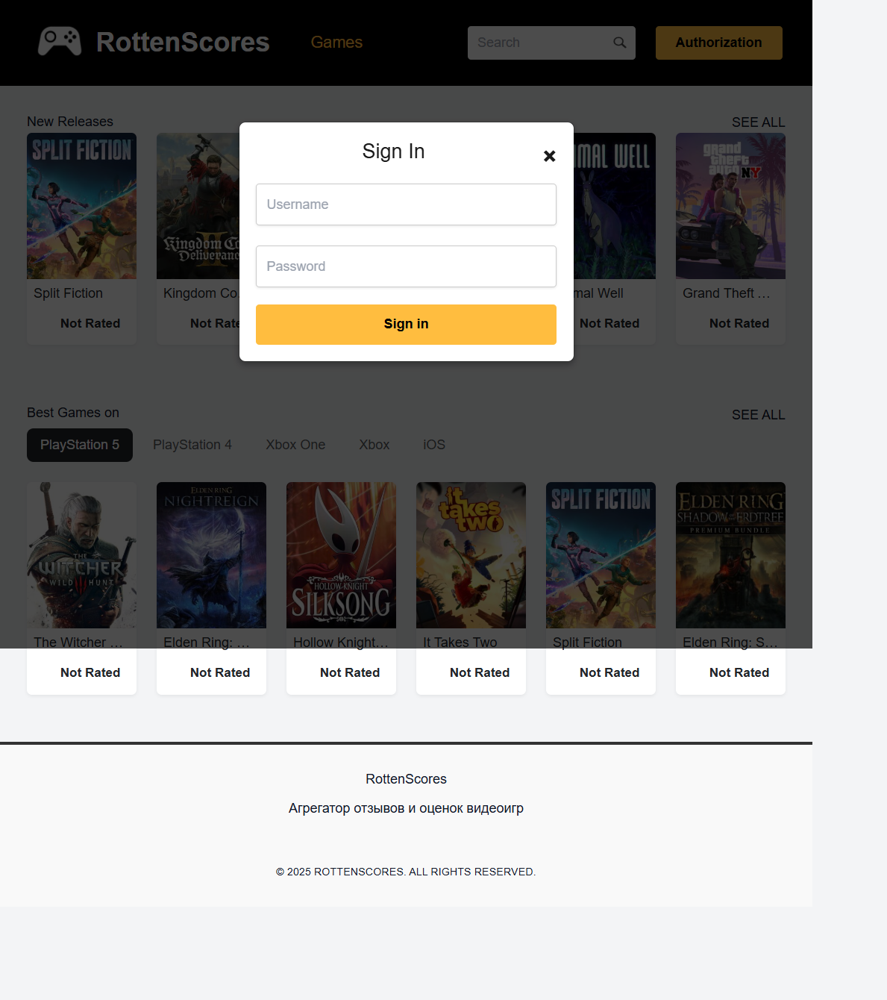 RottenScores
Games
Search
Authorization
New Releases
SEE ALL
Sign In
Username
Password
Sign in
SPLIT FICTION
Kingdom Co
Deliveranc
II
IMAL WELL
grand
theft
auto NY
Split Fiction
Kingdom Co.
mal Well
Grand Theft …
Not Rated
Not Rate
Not Rated
Not Rated
Best Games on
SEE ALL
PlayStation 5
PlayStation 4
Xbox One
Xbox
iOS
THE
WITCHER
WILD HUNT
ELDEN RING
NIGHTREIGN
HOLLOW KNIGHT
SILKSONG
it
takes
two
SPLIT FICTION
ELDEN RING
SHADOW OF THE ERDTREE
PREMIUM BUNDLE
The Witcher …
Elden Ring: …
Hollow Knight…
It Takes Two
Split Fiction
Elden Ring: S…
Not Rated
Not Rated
Not Rated
Not Rated
Not Rated
Not Rated
RottenScores
Агрегатор отзывов и оценок видеоигр
© 2025 ROTTENSCORES. ALL RIGHTS RESERVED.